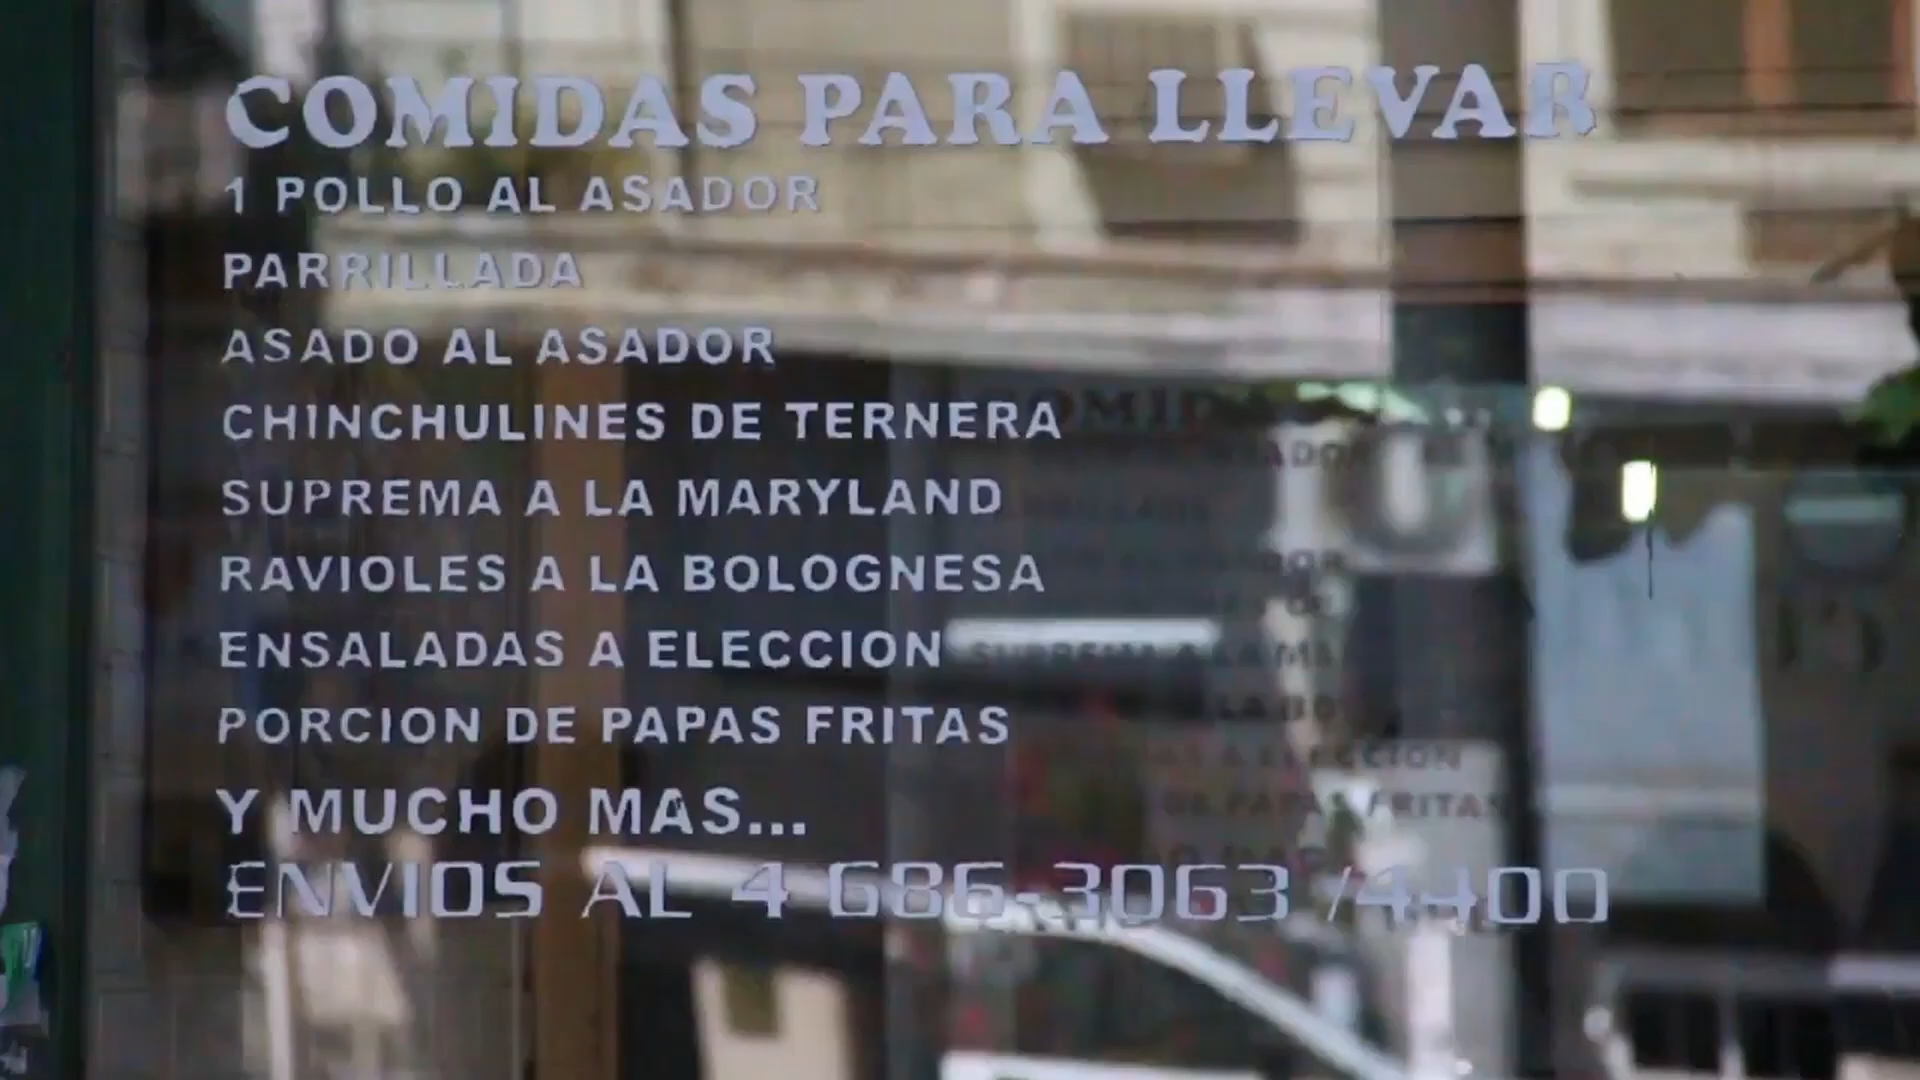 COMIDAS PARA LLEVAR
1 POLLO AL ASADOR
PARRILLADA
ASADO AL ASADOR
CHINCHULINES DE TERNERA
SUPREMA A LA MARYLAND
RAVIOLES A LA BOLOGNESA
ENSALADAS A ELECCION
PORCION DE PAPAS FRITAS
Y MUCHO MAS...
ENVIOS AL 4 686-3063 /4400